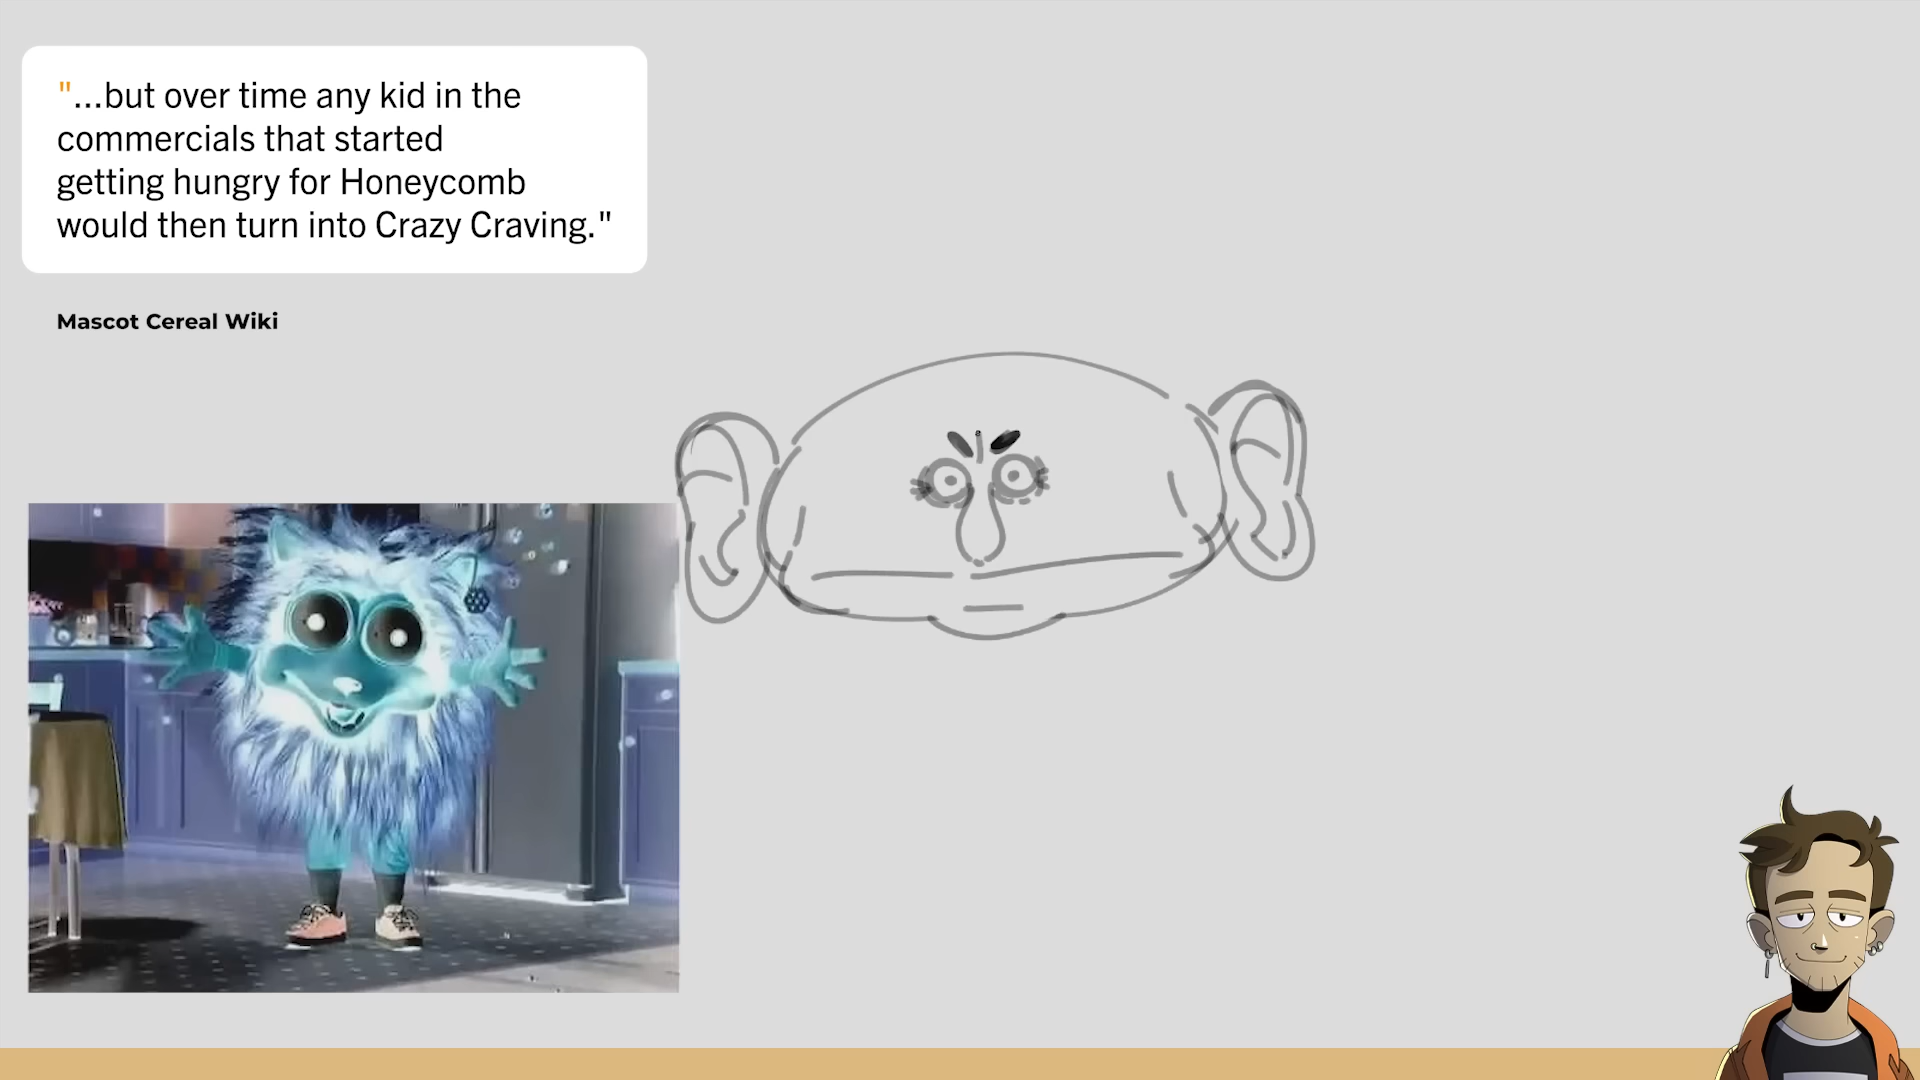 "...but over time any kid in the
commercials that started
getting hungry for Honeycomb
would then turn into Crazy Craving."
Mascot Cereal Wiki